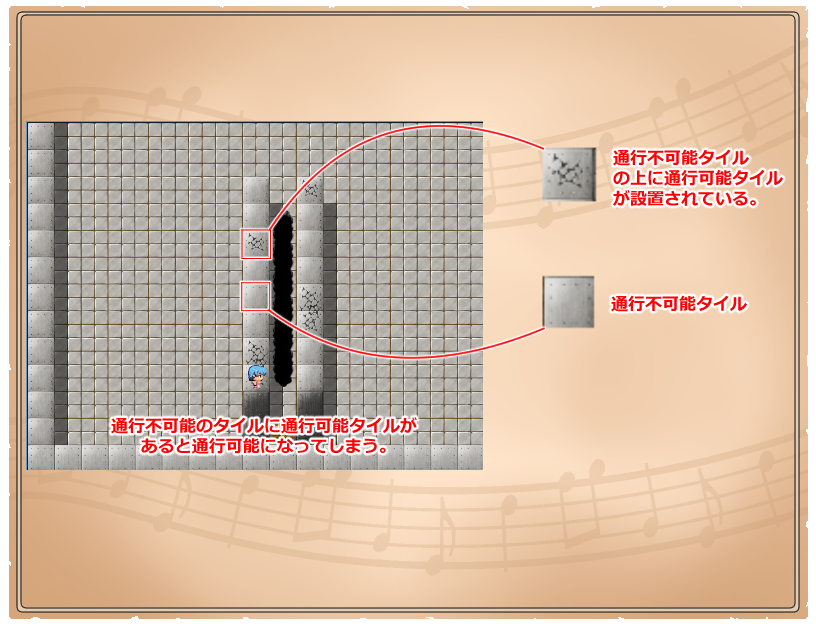 通行不可能タイル
の上に通行可能タイル
が設置されている。
通行不可能タイル
通行不可能のタイルに通行可能タイルが
あると通行可能になってしまう。